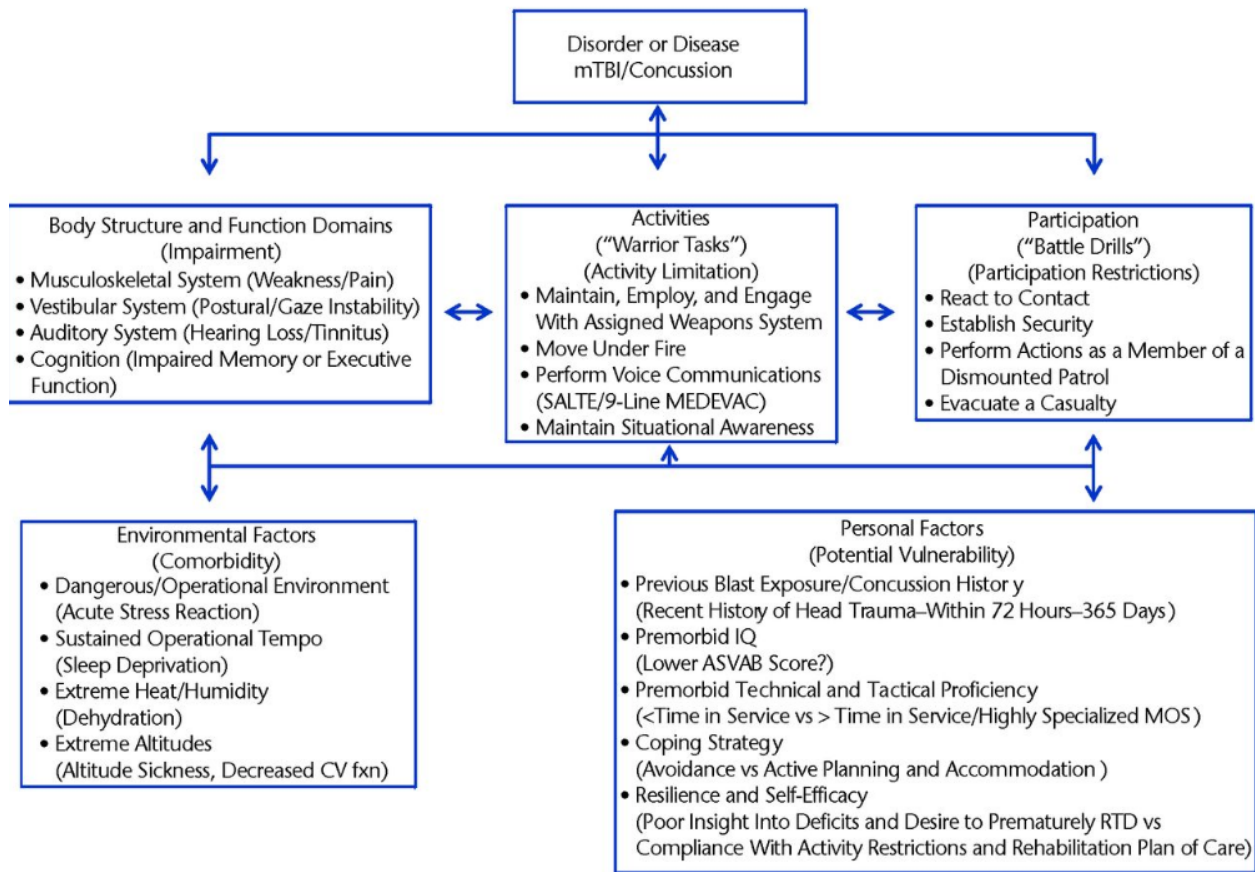 Disorder or Disease
mTBI/Concussion
Body Structure and Function Domains
(Impairment)
• Musculoskeletal System (Weakness/Pain)
• Vestibular System (Postural/Gaze Instability)
• Auditory System (Hearing Loss/Tinnitus)
• Cognition (Impaired Memory or Executive
Function)
Activities
(“Warrior Tasks”)
(Activity Limitation)
• Maintain, Employ, and Engage
With Assigned Weapons System
• Move Under Fire
• Perform Voice Communications
(SALTE/9-Line MEDEVAC)
• Maintain Situational Awareness
Participation
(“Battle Drills”)
(Participation Restrictions)
• React to Contact
• Establish Security
• Perform Actions as a Member of a
Dismounted Patrol
• Evacuate a Casualty
Environmental Factors
(Comorbidity)
• Dangerous/Operational Environment
(Acute Stress Reaction)
• Sustained Operational Tempo
(Sleep Deprivation)
• Extreme Heat/Humidity
(Dehydration)
• Extreme Altitudes
(Altitude Sickness, Decreased CV fxn)
Personal Factors
(Potential Vulnerability)
• Previous Blast Exposure/Concussion History
(Recent History of Head Trauma–Within 72 Hours–365 Days)
• Premorbid IQ
(Lower ASVAB Score?)
• Premorbid Technical and Tactical Proficiency
(<Time in Service vs > Time in Service/Highly Specialized MOS)
• Coping Strategy
(Avoidance vs Active Planning and Accommodation )
• Resilience and Self-Efficacy
(Poor Insight Into Deficits and Desire to Prematurely RTD vs
Compliance With Activity Restrictions and Rehabilitation Plan of Care)